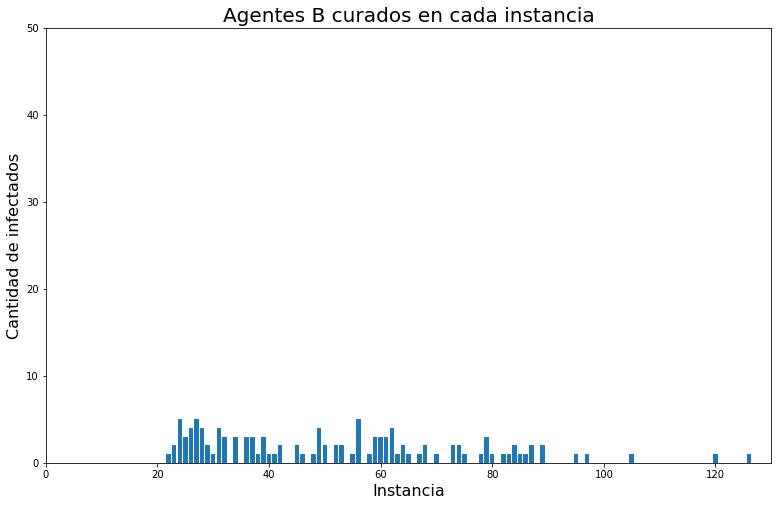 Agentes B curados en cada instancia
50
40
30
20
10
0
Cantidad de infectados
0 20 40 60 80 100 120
Instancia